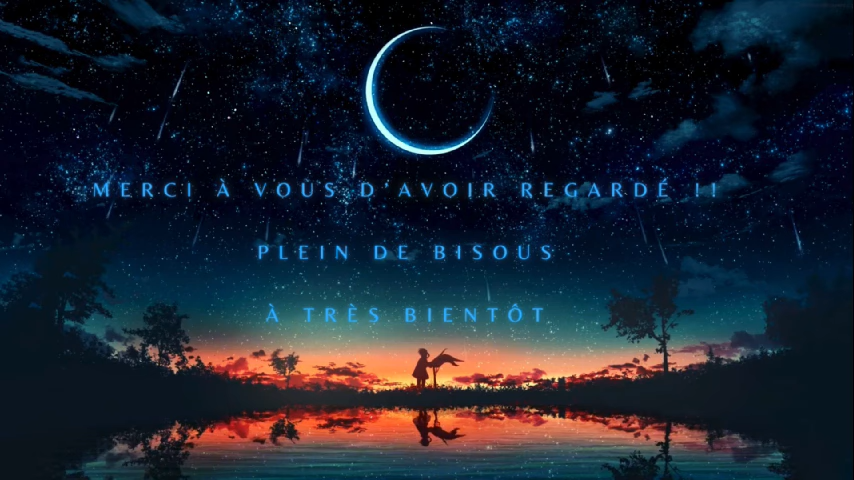 MERCI À VOUS D'AVOIR REGARDÉ !!
PLEIN DE BISOUS
À TRÈS BIENTÔT